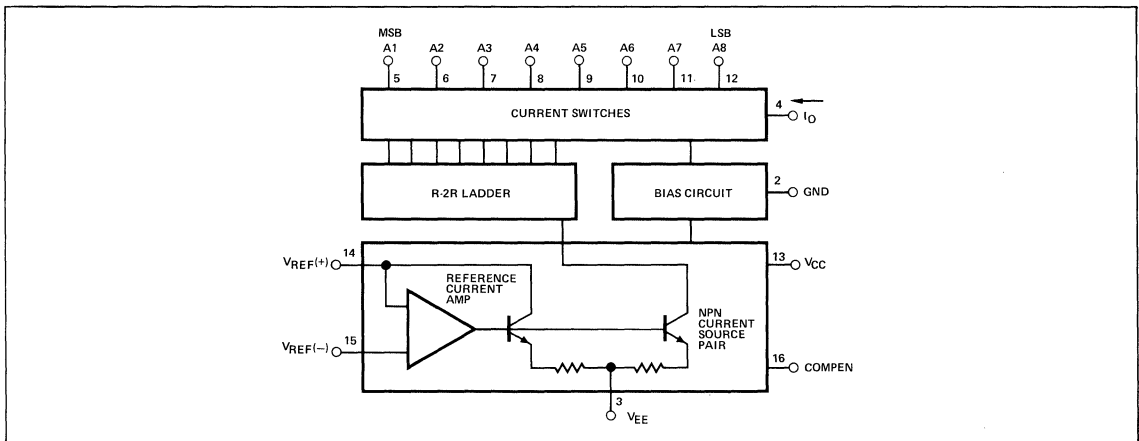 MSB LSB
A1 A2 A3 A4 A5 A6 A7 A8
5 6 7 8 9 10 11 12
CURRENT SWITCHES
4
IO
R-2R LADDER
BIAS CIRCUIT
2
GND
VREF(+)
14
REFERENCE
CURRENT
AMP
13
VCC
NPN
CURRENT
SOURCE
PAIR
VREF(−)
15
16
COMPEN
3
VEE